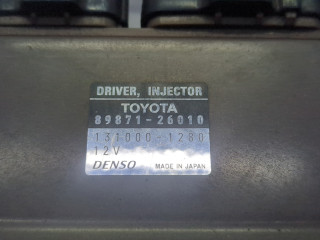 DRIVER, INJECTOR
TOYOTA
89871-26010
131000-1280
12V
DENSO MADE IN JAPAN